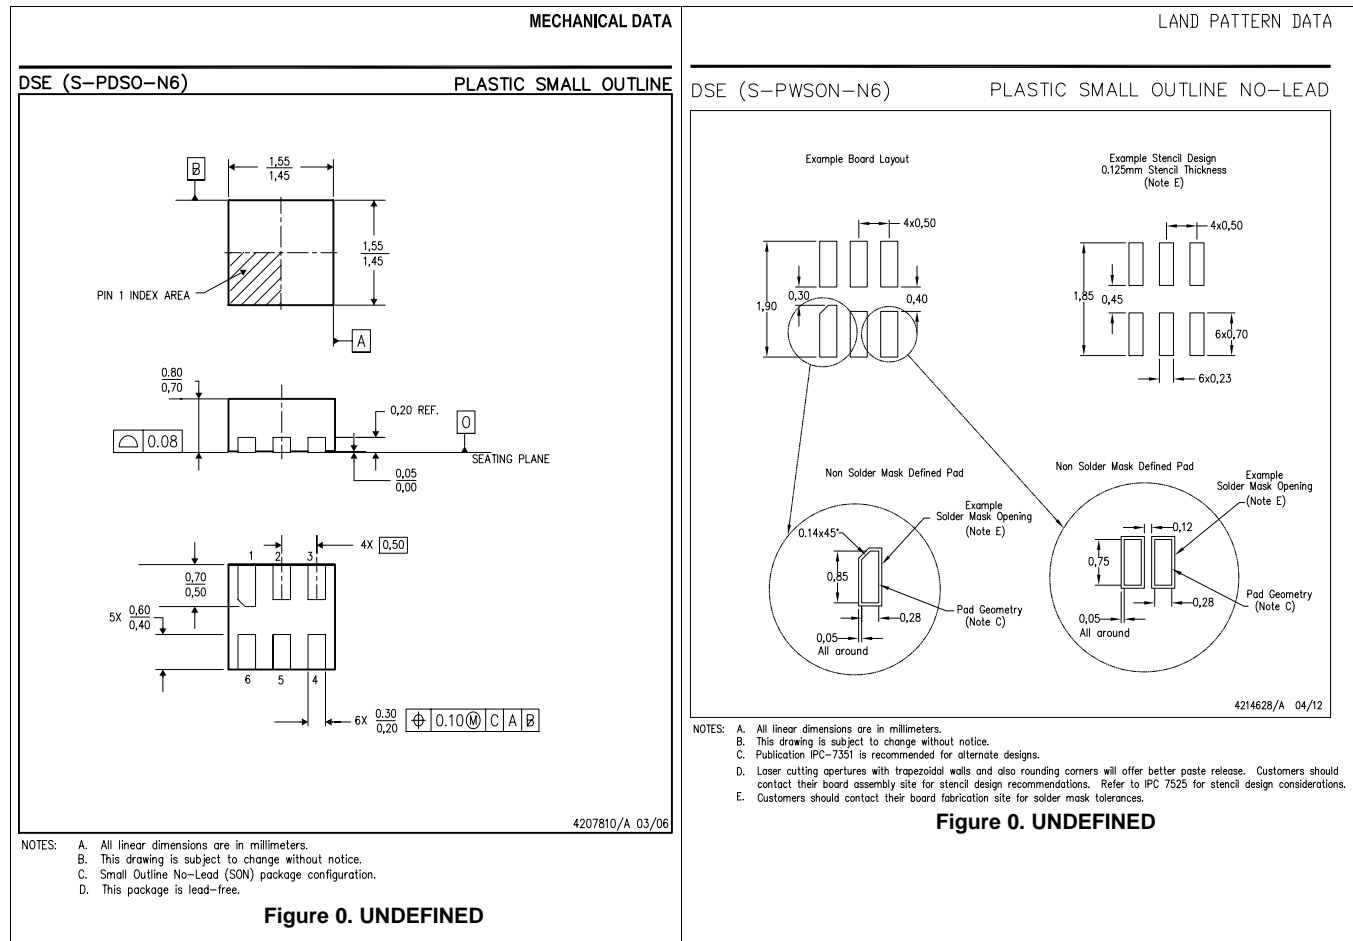 MECHANICAL DATA
DSE (S-PDSO-N6)
PLASTIC SMALL OUTLINE
B
1,55
1,45
1,55
1,45
PIN 1 INDEX AREA
A
0.80
0,70
0,20 REF.
0
0.08
SEATING PLANE
0,05
0,00
4X 0,50
1 2 3
0,70
0,50
5X 0,60
0,40
6 5 4
6X 0.30
0,20
0.10 M C A B
4207810/A 03/06
NOTES: A. All linear dimensions are in millimeters.
B. This drawing is subject to change without notice.
C. Small Outline No-Lead (SON) package configuration.
D. This package is lead-free.
Figure 0. UNDEFINED
LAND PATTERN DATA
DSE (S-PWSON-N6)
PLASTIC SMALL OUTLINE NO-LEAD
Example Board Layout
4x0,50
0,30
0,40
1,90
Example Stencil Design
0.125mm Stencil Thickness
(Note E)
4x0,50
1,85
0,45
6x0,70
6x0,23
Non Solder Mask Defined Pad
Example
Solder Mask Opening
(Note E)
0.14x45°
0,85
Pad Geometry
(Note C)
0,28
0,05
All around
Non Solder Mask Defined Pad
Example
Solder Mask Opening
(Note E)
0,12
0,75
Pad Geometry
(Note C)
0,28
0,05
All around
4214628/A 04/12
NOTES: A. All linear dimensions are in millimeters.
B. This drawing is subject to change without notice.
C. Publication IPC-7351 is recommended for alternate designs.
D. Laser cutting apertures with trapezoidal walls and also rounding corners will offer better paste release. Customers should
contact their board assembly site for stencil design recommendations. Refer to IPC 7525 for stencil design considerations.
E. Customers should contact their board fabrication site for solder mask tolerances.
Figure 0. UNDEFINED